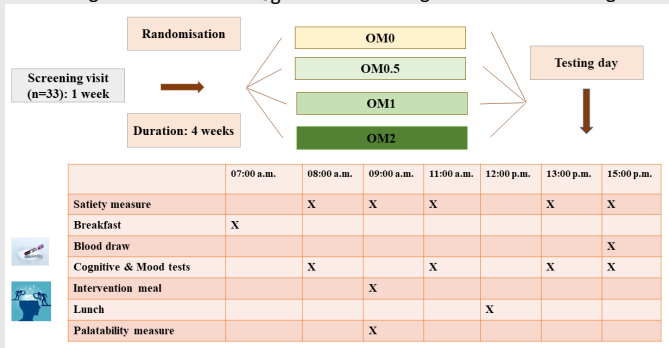 Randomisation
OM0
OM0.5
Testing day
Screening visit
(n=33): 1 week
OM1
Duration: 4 weeks
OM2
07:00 a.m. 08:00 a.m. 09:00 a.m. 11:00 a.m. 12:00 p.m. 13:00 p.m. 15:00 p.m.
Satiety measure X X X X X
Breakfast X
Blood draw X
Cognitive & Mood tests X X X X
Intervention meal X
Lunch X
Palatability measure X